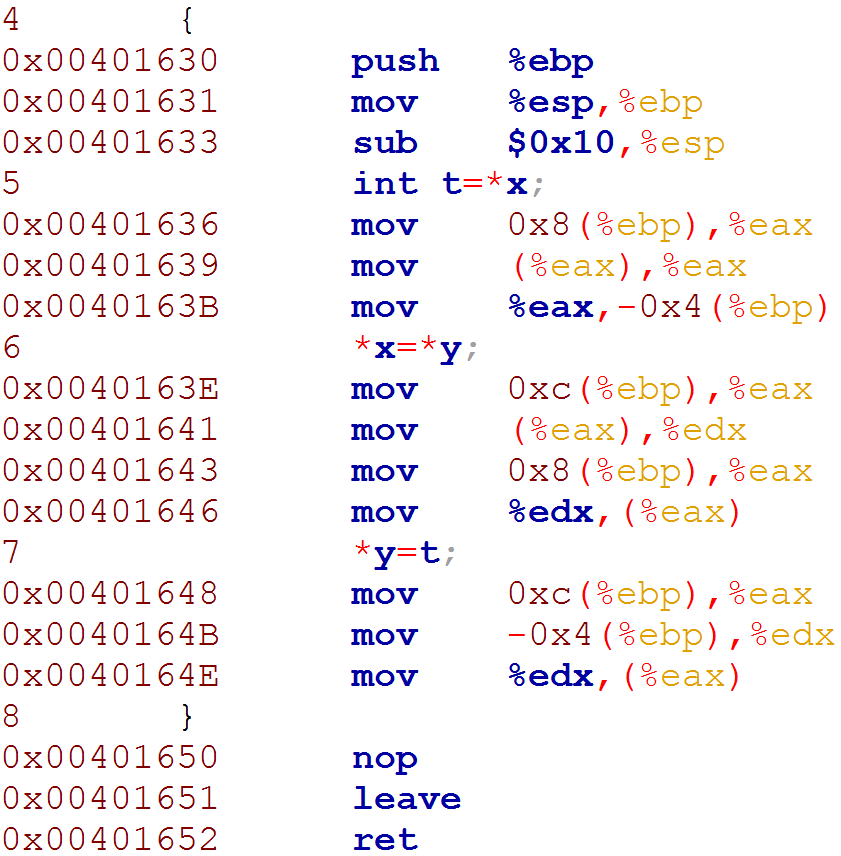 4 {
0x00401630 push %ebp
0x00401631 mov %esp,%ebp
0x00401633 sub $0x10,%esp
5 int t=*x;
0x00401636 mov 0x8(%ebp),%eax
0x00401639 mov (%eax),%eax
0x0040163B mov %eax,-0x4(%ebp)
6 *x=*y;
0x0040163E mov 0xc(%ebp),%eax
0x00401641 mov (%eax),%edx
0x00401643 mov 0x8(%ebp),%eax
0x00401646 mov %edx,(%eax)
7 *y=t;
0x00401648 mov 0xc(%ebp),%eax
0x0040164B mov -0x4(%ebp),%edx
0x0040164E mov %edx,(%eax)
8 }
0x00401650 nop
0x00401651 leave
0x00401652 ret